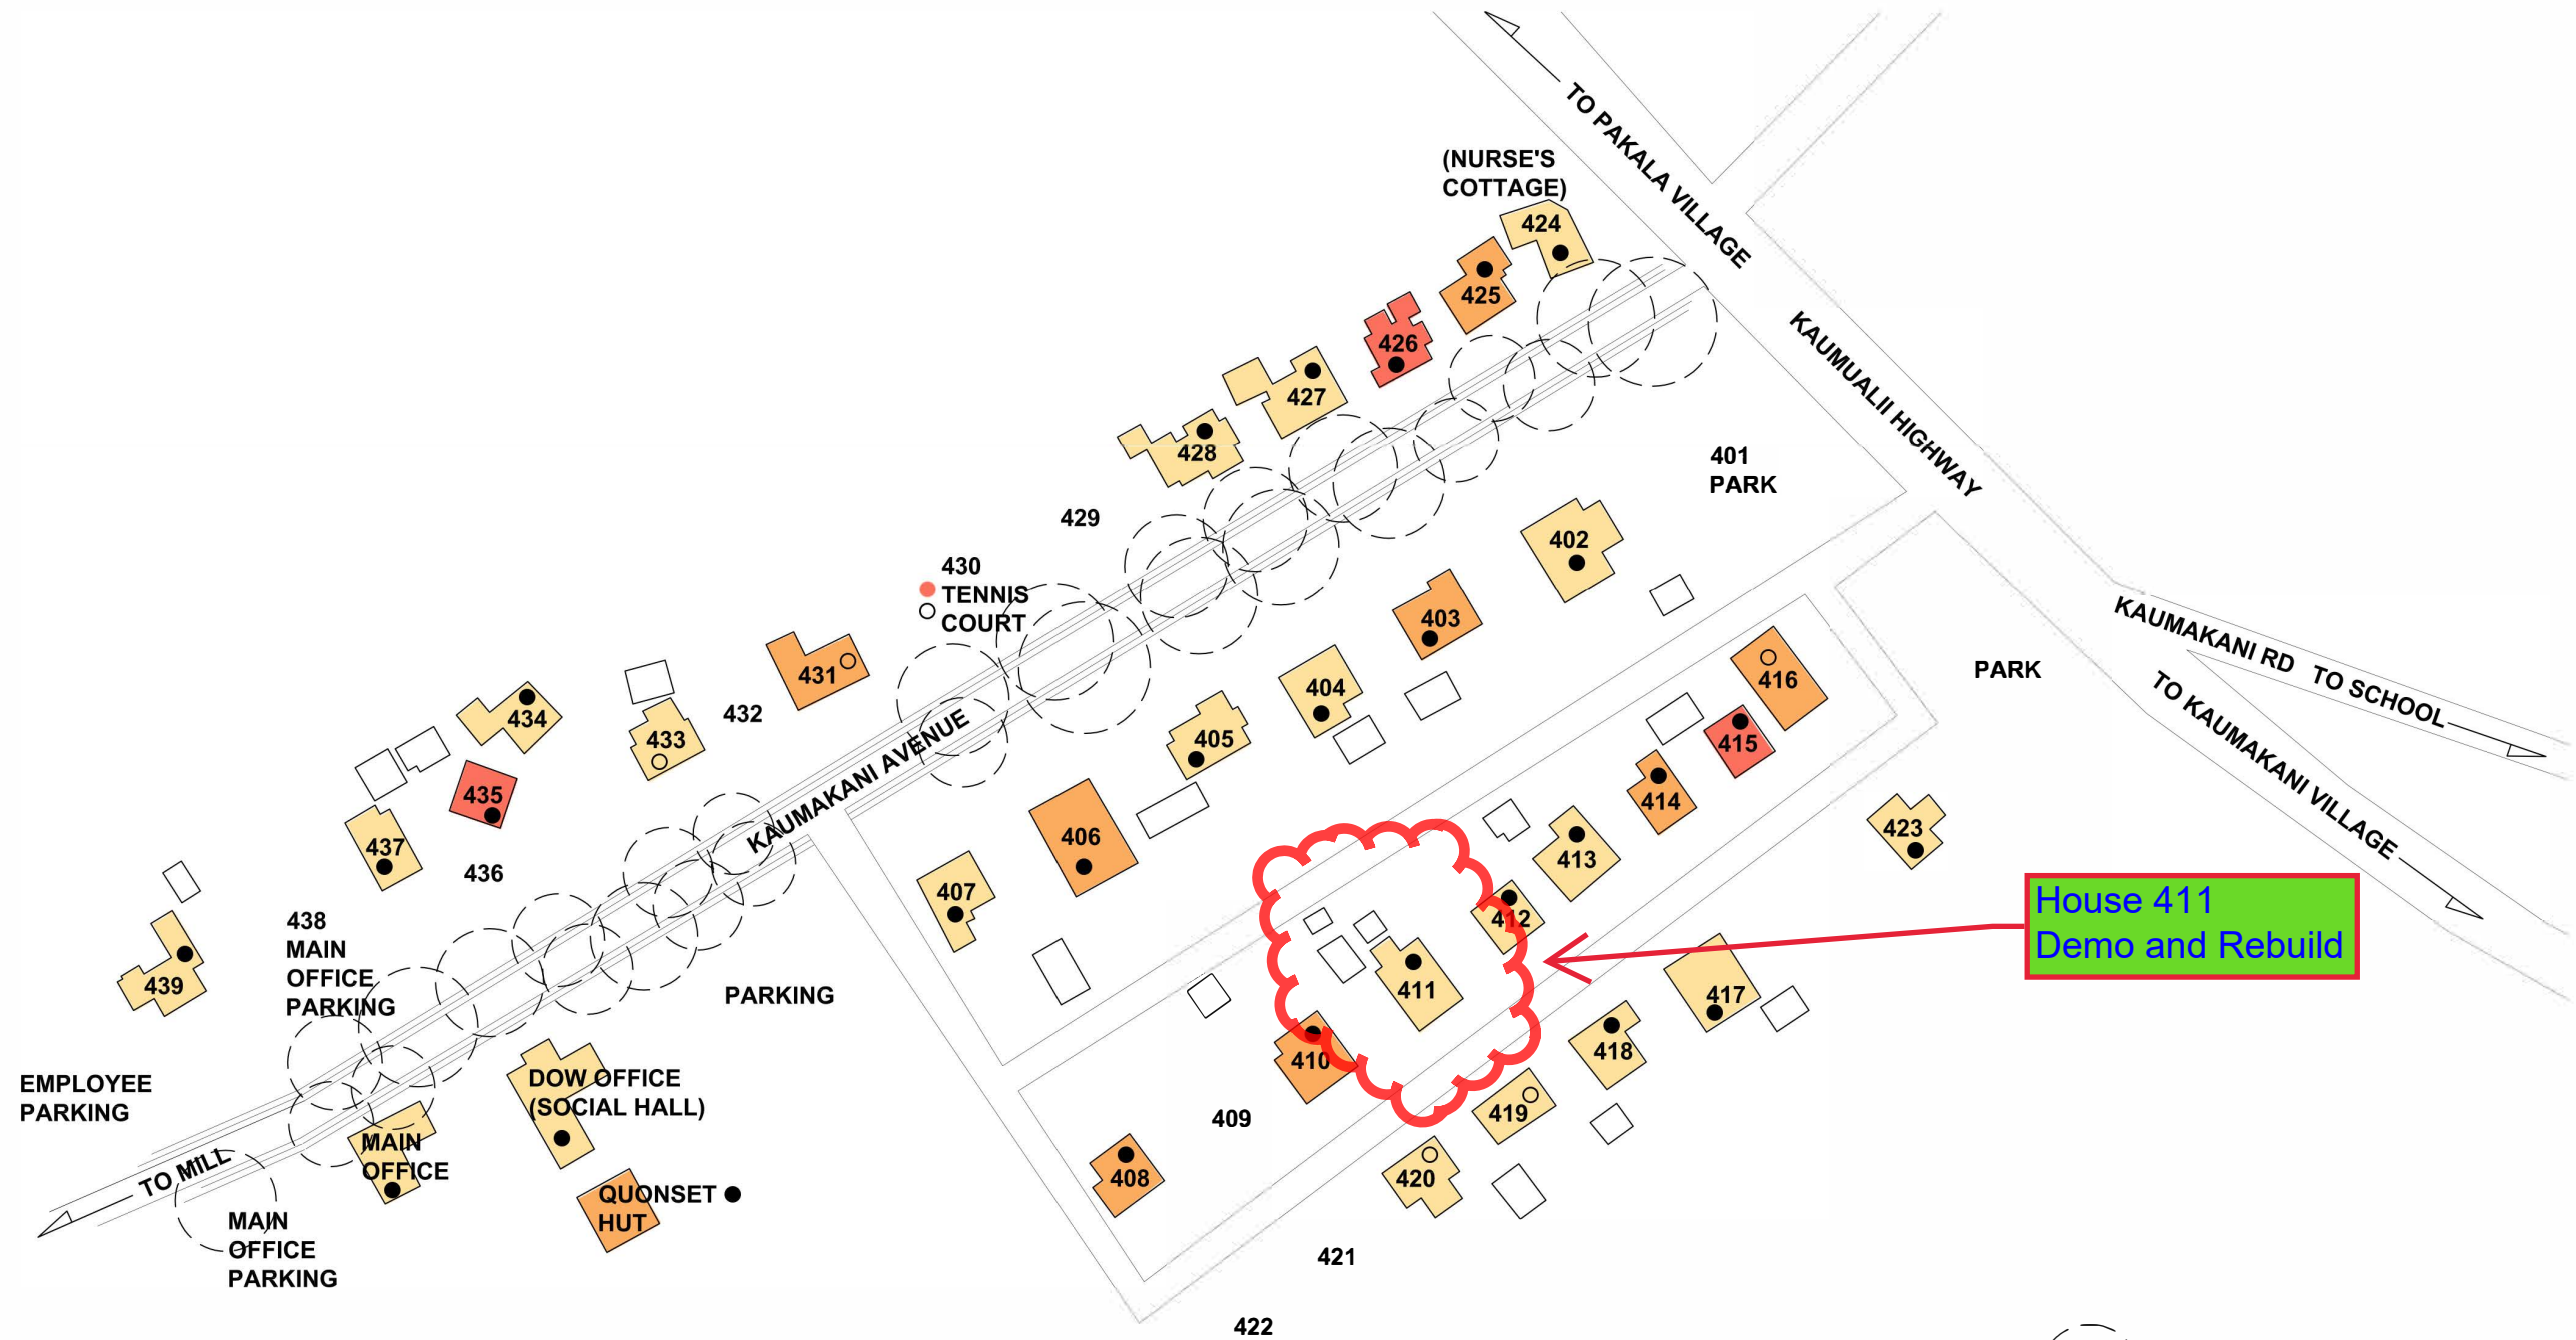 TO PAKALA VILLAGE
(NURSE'S
COTTAGE)
424
425
426
427
428
KAUMUALII HIGHWAY
401
PARK
429
402
430
TENNIS
COURT
403
KAUMAKANI RD TO SCHOOL
431
404
416
PARK
TO KAUMAKANI VILLAGE
434
432
433
405
415
435
KAUMAKANI AVENUE
414
437
406
423
436
413
407
House 411
Demo and Rebuild
412
438
MAIN
OFFICE
PARKING
439
PARKING
411
417
410
418
EMPLOYEE
PARKING
DOW OFFICE
(SOCIAL HALL)
409
419
MAIN
OFFICE
TO MILL
408
420
QUONSET
HUT
MAIN
OFFICE
PARKING
421
422